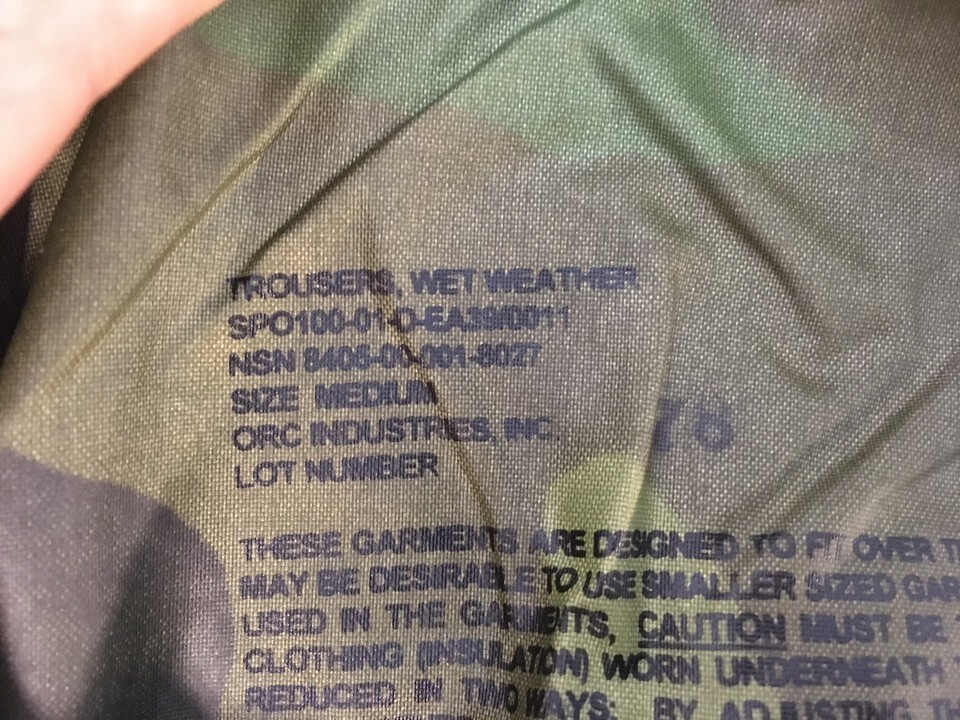 TROUSERS, WET WEATHER
SPO100-01-D-EA39/0011
NSN 8405-00-001-8027
SIZE MEDIUM
ORC INDUSTRIES, INC.
76
LOT NUMBER
THESE GARMENTS ARE DESIGNED TO FIT OVER
MAY BE DESIRABLE TO USE SMALLER SIZED
USED IN THE GARMENTS, CAUTION MUST BE
CLOTHING (INSULATION) WORN UNDERNEATH
REDUCED IN TWO WAYS: BY ADJUSTING